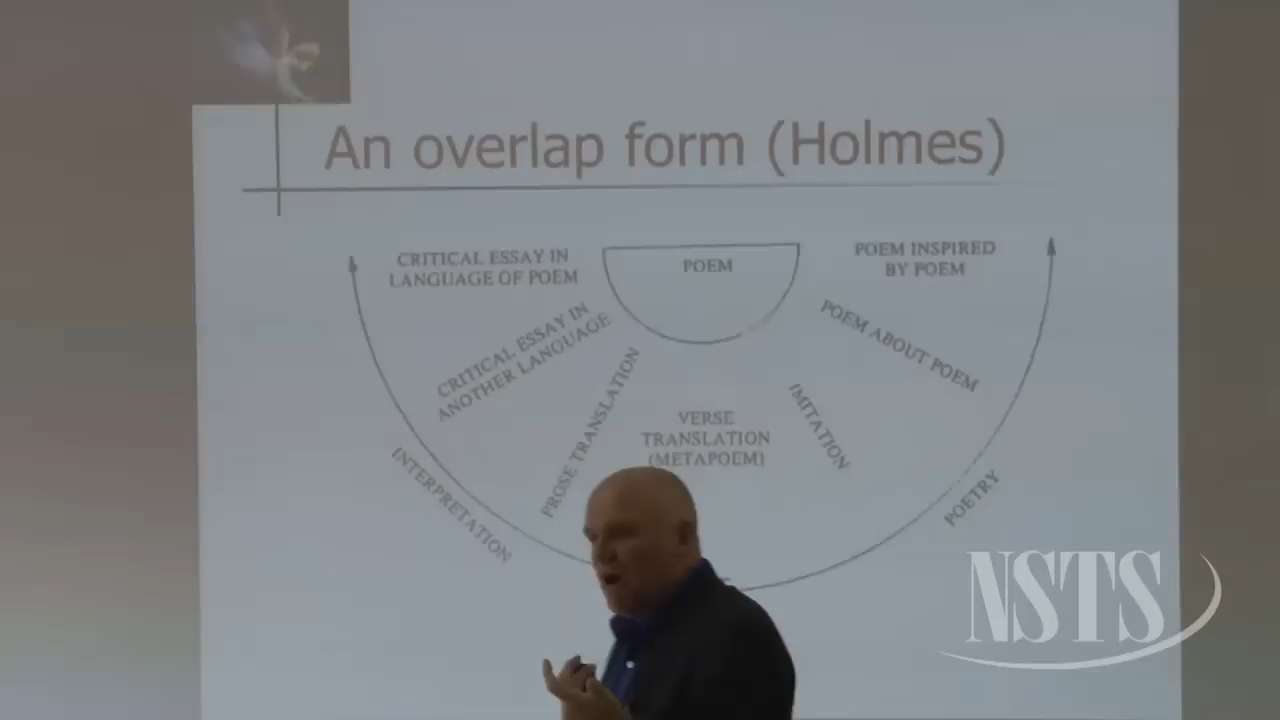 An overlap form (Holmes)
CRITICAL ESSAY IN
LANGUAGE OF POEM
POEM
POEM INSPIRED
BY POEM
CRITICAL ESSAY IN
ANOTHER LANGUAGE
POEM ABOUT POEM
PROSE TRANSLATION
VERSE
TRANSLATION
(METAPOEM)
IMITATION
INTERPRETATION
POETRY
NSTS